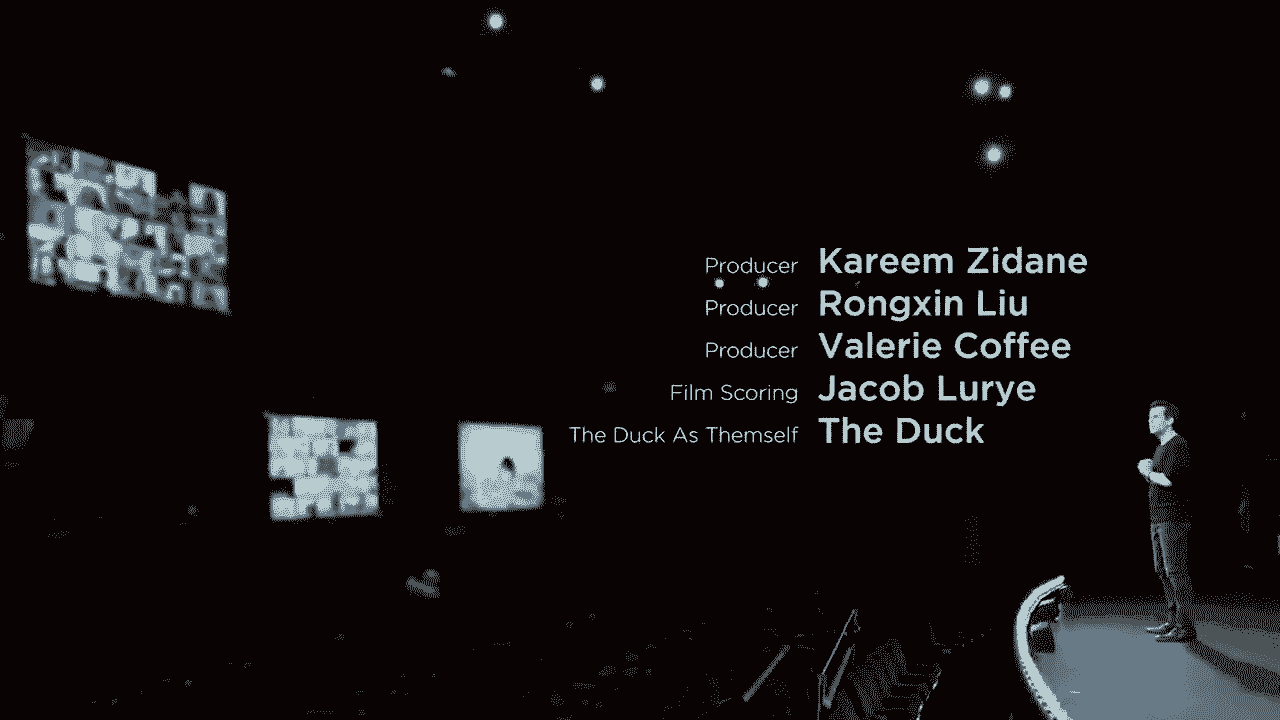 Producer Kareem Zidane
Producer Rongxin Liu
Producer Valerie Coffee
Film Scoring Jacob Lurye
The Duck As Themself The Duck